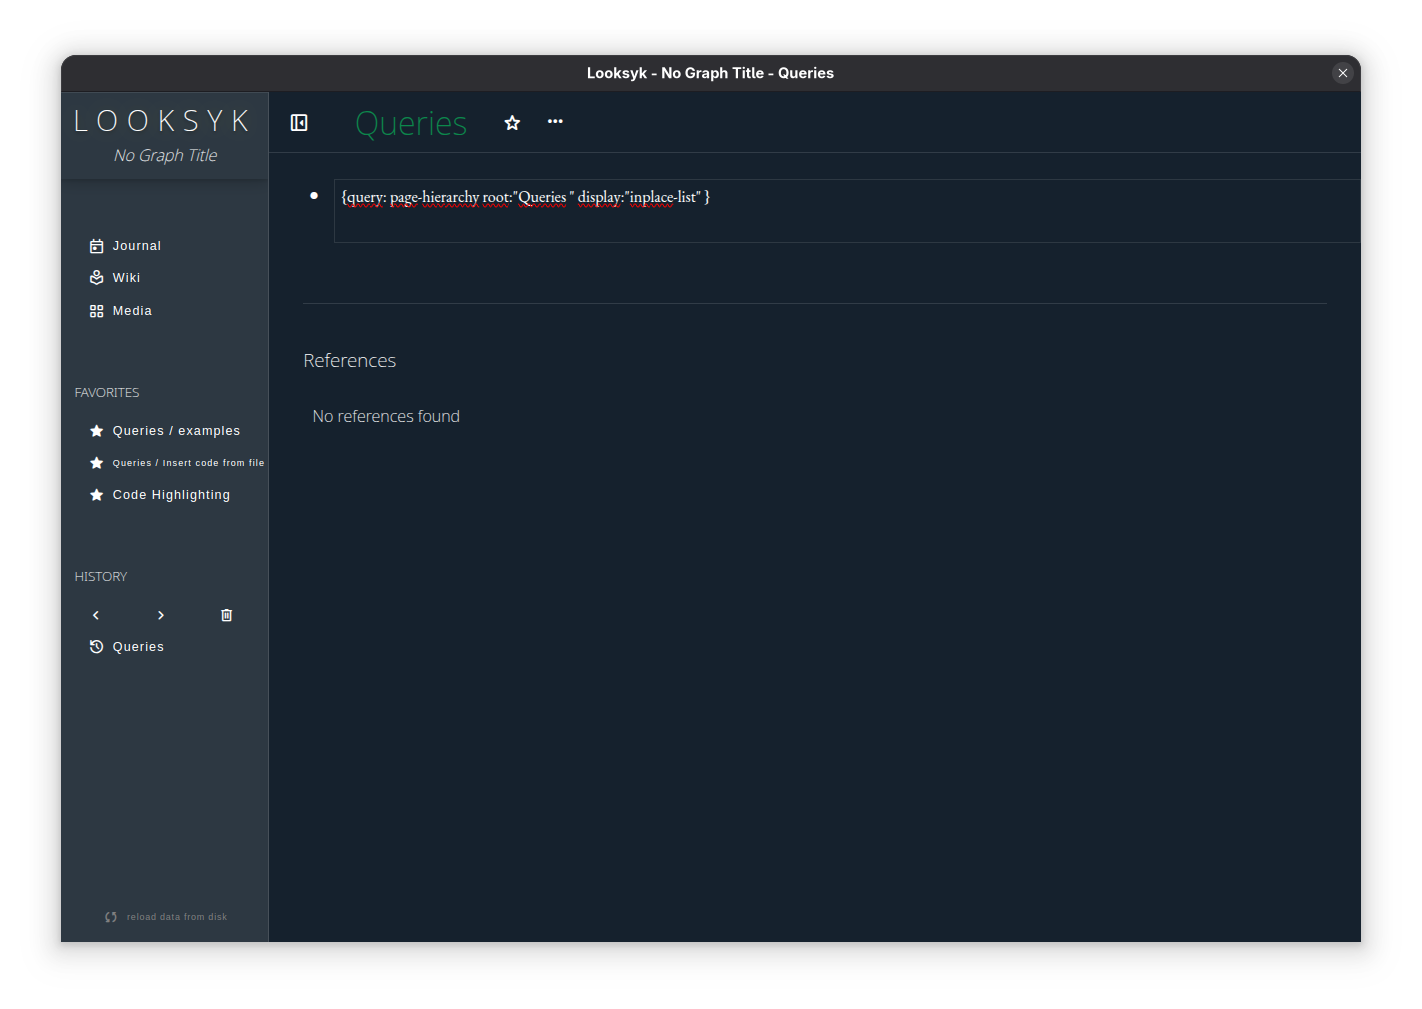 Looksyk - No Graph Title - Queries
LOOKSYK
No Graph Title
Queries
{query: page-hierarchy root:"Queries " display:"inplace-list" }
Journal
Wiki
Media
References
No references found
FAVORITES
Queries / examples
Queries / Insert code from file
Code Highlighting
HISTORY
Queries
reload data from disk